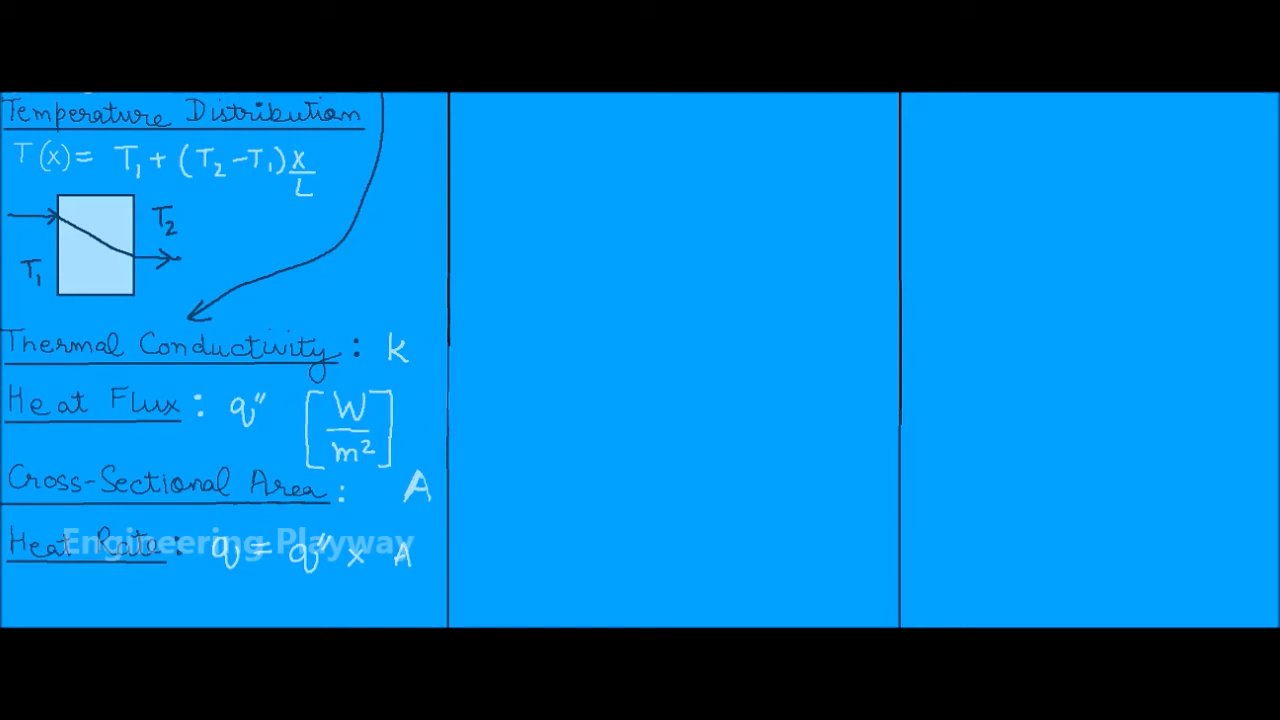 Temperature Distribution
T(x) = T₁ + (T₂ - T₁) x/L
T₂
T₁
Thermal Conductivity : k
Heat Flux : q" [W/m²]
Cross-Sectional Area : A
Heat Rate : q = q" x A
Engineering Playway